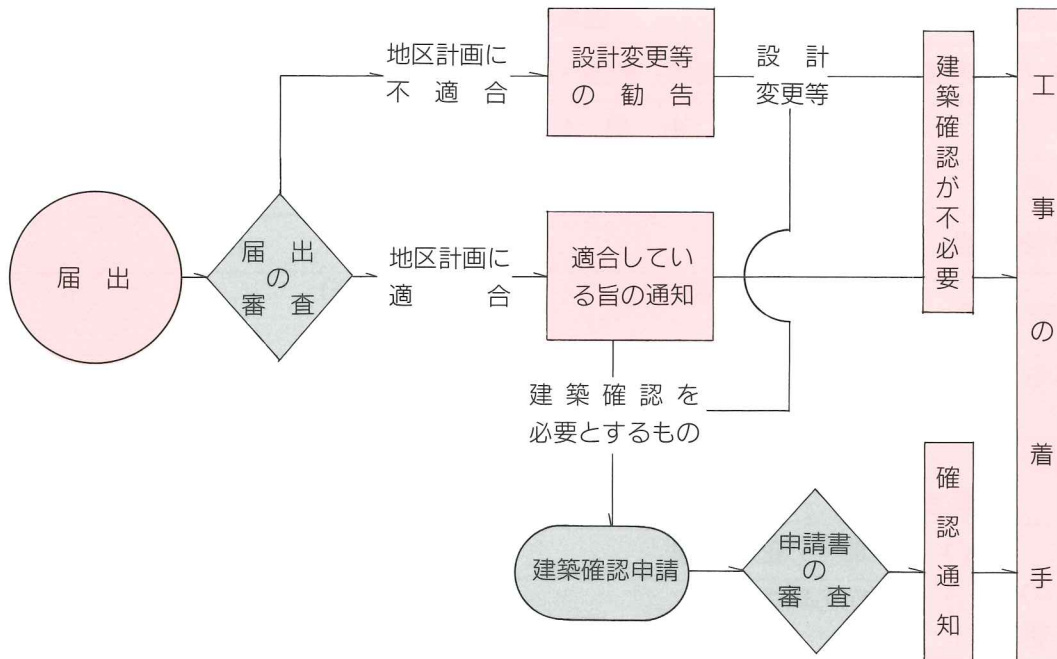 地区計画に
不適合
設計変更等
の勧告
設計
変更等
建築確認が不必要
工事の着手
届出
届出
の
審査
地区計画に
適合
適合してい
る旨の通知
建築確認を
必要とするもの
建築確認申請
申請書
の
審査
確認通知